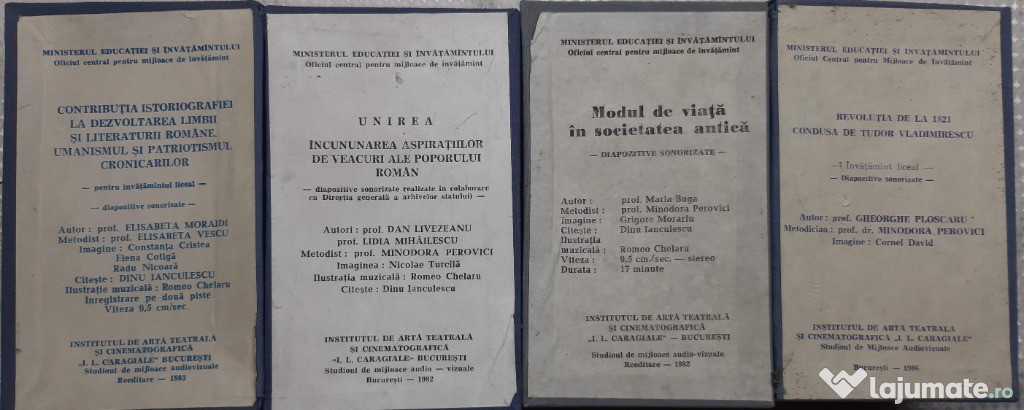 MINISTERUL EDUCAȚIEI ȘI INVĂȚĂMÎNTULUI
Oficiul central pentru mijloace de învățămînt
CONTRIBUȚIA ISTORIOGRAFIEI
LA DEZVOLTAREA LIMBII
ȘI LITERATURII ROMÂNE.
UMANISMUL ȘI PATRIOTISMUL
CRONICARILOR
— pentru invățămîntul liceal —
— diapozitive sonorizate —
Autor : prof. ELISABETA MORAIDI
Metodist : prof. ELISABETA VESCU
Imagine : Constanța Cristea
Elena Cotigă
Radu Nicoară
Citește : DINU IANCULESCU
Ilustrație muzicală : Romeo Chelaru
Inregistrare pe două piste
Viteza 9,5 cm/sec.
INSTITUTUL DE ARTĂ TEATRALĂ
ȘI CINEMATOGRAFICĂ
„I. L. CARAGIALE" BUCUREȘTI
Studioul de mijloace audiovizuale
Reeditare — 1983
MINISTERUL EDUCAȚIEI ȘI INVĂȚĂMÎNTULUI
Oficiul central pentru mijloace de învățămint
UNIREA
ÎNCUNUNAREA ASPIRAȚIILOR
DE VEACURI ALE POPORULUI
ROMÂN
— diapozitive sonorizate realizate în colaborare
cu Direcția generală a arhivelor statului) —
Autori : prof. DAN LIVEZEANU
prof. LIDIA MIHĂILESCU
Metodist : prof. MINODORA PEROVICI
Imaginea : Nicolae Turcilă
Ilustrația muzicală : Romeo Chelaru
Citește : Dinu Ianculescu
INSTITUTUL DE ARTĂ TEATRALĂ
ȘI CINEMATOGRAFICĂ
«I. L. CARAGIALE» BUCUREȘTI
Studioul de mijloace audio — vizuale
București — 1982
MINISTERUL EDUCAȚIEI ȘI INVĂȚĂMÎNTULUI
Oficiul central pentru mijloace de învățămînt
Modul de viață
în societatea antică
— DIAPOZITIVE SONORIZATE —
Autor : prof. Maria Buga
Metodist : prof. Minodora Perovici
Imagine : Grigore Morariu
Citește : Dinu Ianculescu
Ilustrația
muzicală : Romeo Chelaru
Viteza : 9,5 cm./sec. — stereo
Durata : 17 minute
INSTITUTUL DE ARTĂ TEATRALĂ
ȘI CINEMATOGRAFICĂ
„I. L. CARAGIALE" — BUCUREȘTI
Studioul de mijloace audio-vizuale
Reeditare — 1982
MINISTERUL EDUCAȚIEI ȘI INVĂȚĂMÎNTULUI
Oficiul Central pentru Mijloace de Invățămînt
REVOLUȚIA DE LA 1821
CONDUSA DE TUDOR VLADIMIRESCU
— Invățămînt liceal —
— Diapozitive sonorizate —
Autor : prof. GHEORGHE PLOSCARU
Metodician : prof. dr. MINODORA PEROVICI
Imagine : Cornel David
INSTITUTUL DE ARTĂ TEATRALĂ
ȘI CINEMATOGRAFICĂ „I. L. CARAGIALE"
Studioul de Mijloace Audiovizuale
București — 1986
lajumate.ro